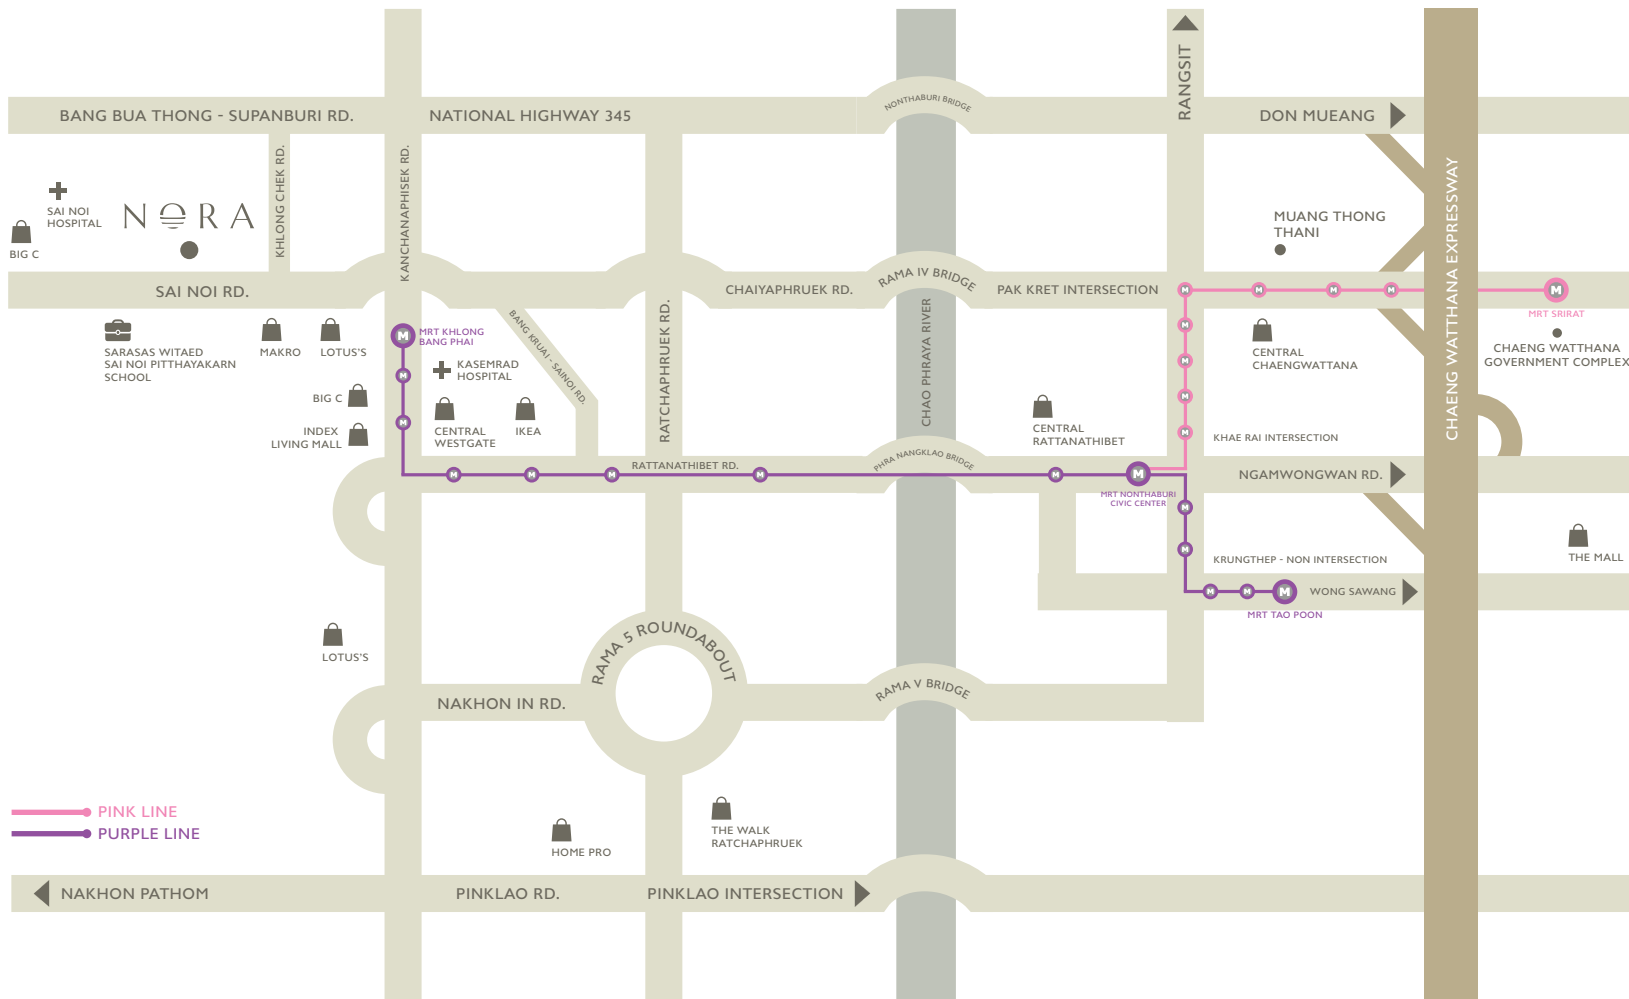 RANGSIT
NONTHABURI BRIDGE
BANG BUA THONG - SUPANBURI RD.
NATIONAL HIGHWAY 345
DON MUEANG
KHLONG CHEK RD.
KANCHANAPHISEK RD.
CHAENG WATTHANA EXPRESSWAY
SAI NOI
HOSPITAL
NORA
BIG C
MUANG THONG
THANI
SAI NOI RD.
CHAIYAPHRUEK RD.
RAMA IV BRIDGE
PAK KRET INTERSECTION
M
M
M
M
M
MRT SRIRAT
CHAENG WATTHANA
GOVERNMENT COMPLEX
SARASAS WITAED
SAI NOI PITTHAYAKARN
SCHOOL
MAKRO
LOTUS'S
M
MRT KHLONG
BANG PHAI
BANG KRUAI - SAINOI RD.
RATCHAPHRUEK RD.
CHAO PHRAYA RIVER
M
CENTRAL
CHAENGWATTANA
M
KASEMRAD
HOSPITAL
M
BIG C
M
M
INDEX
LIVING MALL
CENTRAL
WESTGATE
IKEA
CENTRAL
RATTANATHIBET
M
KHAE RAI INTERSECTION
RATTANATHIBET RD.
PHRA NANGKLAO BRIDGE
M
M
M
M
M
M
NGAMWONGWAN RD.
MRT NONTHABURI
CIVIC CENTER
M
M
KRUNGTHEP - NON INTERSECTION
THE MALL
M
M
M
WONG SAWANG
MRT TAO POON
LOTUS'S
RAMA 5 ROUNDABOUT
NAKHON IN RD.
RAMA V BRIDGE
PINK LINE
PURPLE LINE
HOME PRO
THE WALK
RATCHAPHRUEK
NAKHON PATHOM
PINKLAO RD.
PINKLAO INTERSECTION